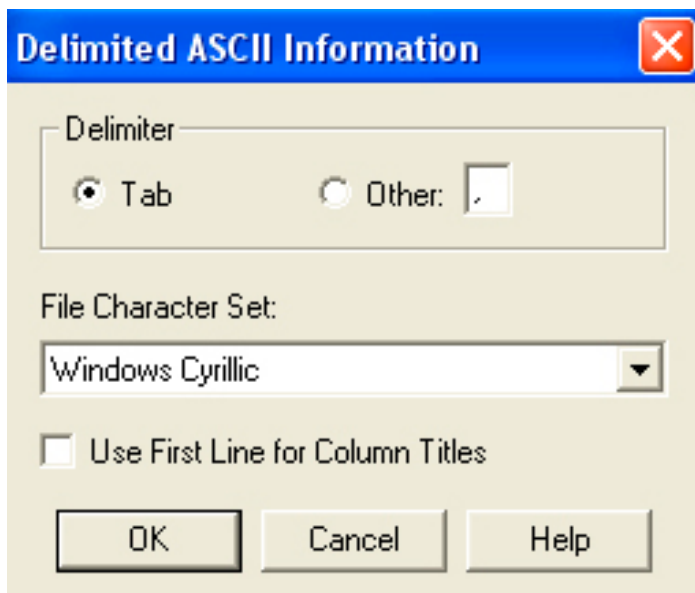 Delimited ASCII Information
Delimiter
Tab Other: ,
File Character Set:
Windows Cyrillic
Use First Line for Column Titles
OK Cancel Help